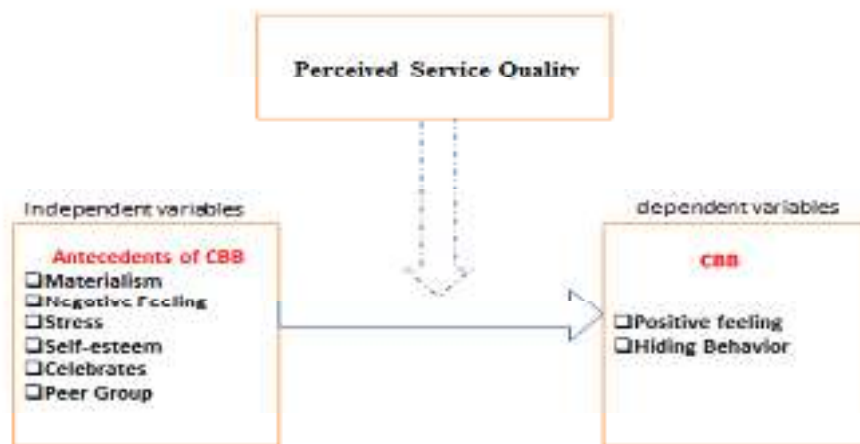 Perceived Service Quality
Independent variables
Antecedents of CBB
❑Materialism
❑Negative Feeling
❑Stress
❑Self-esteem
❑Celebrates
❑Peer Group
dependent variables
CBB
❑Positive feeling
❑Hiding Behavior